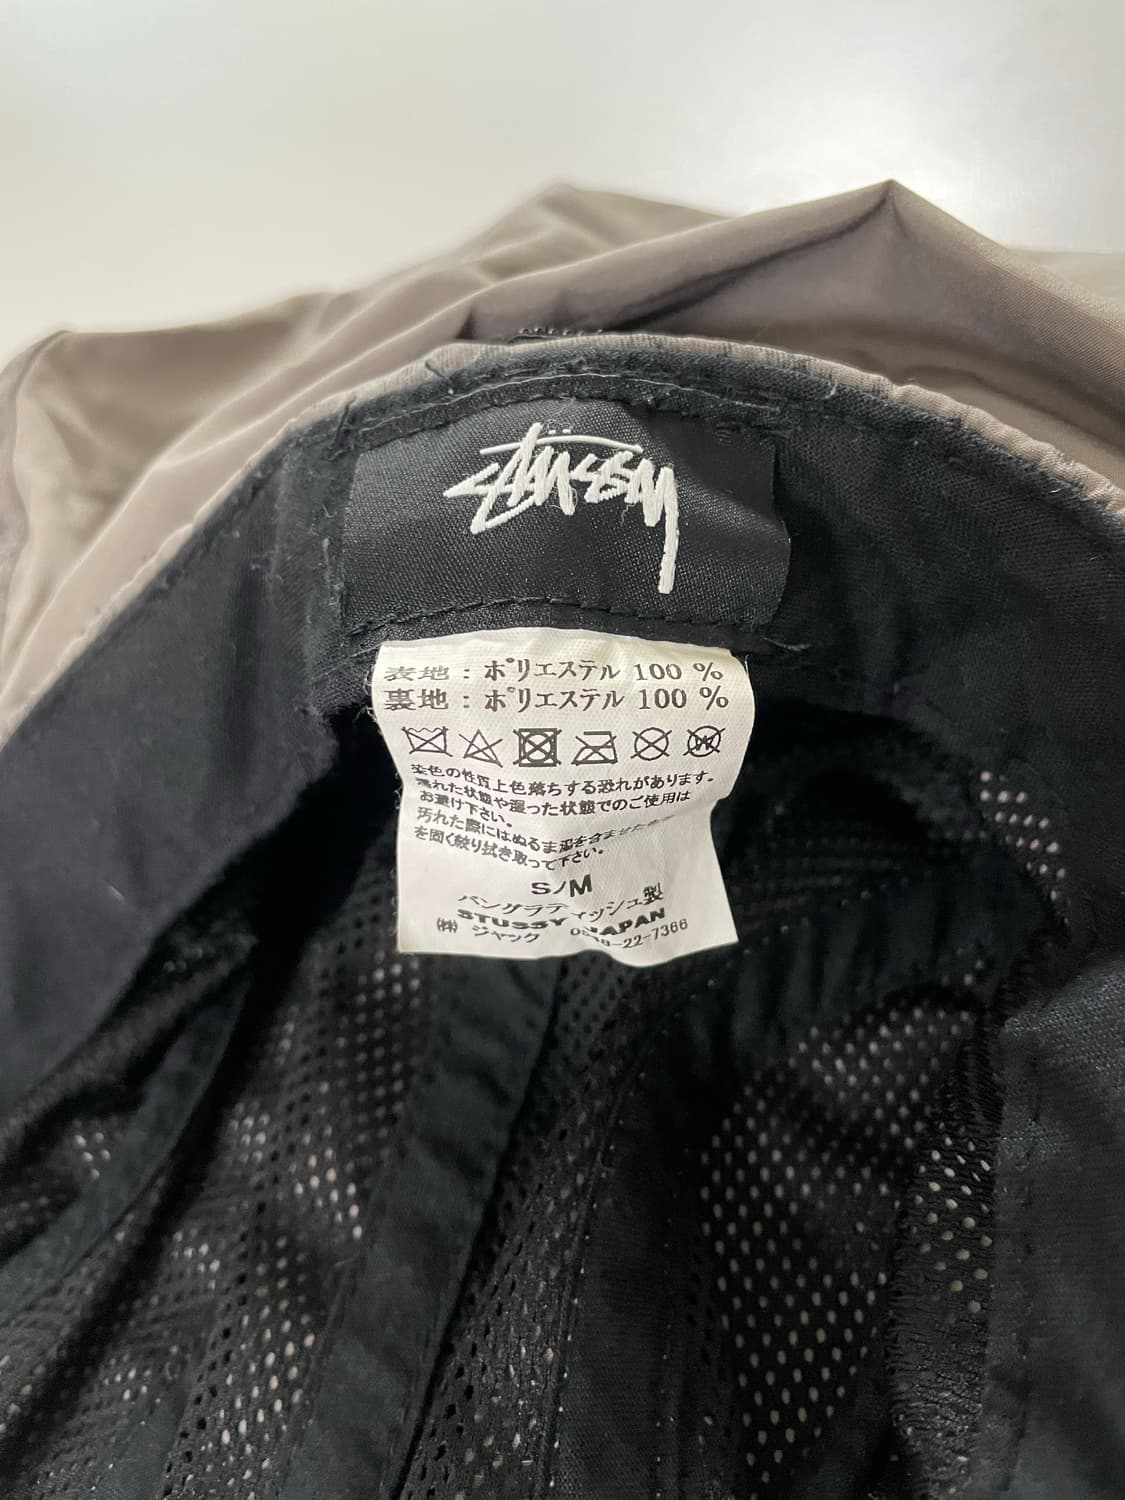 STÜSSY
表地 : ポリエステル 100 %
裏地 : ポリエステル 100 %
W
染色の性質上色落ちする恐れがあります。
濡れた状態や湿った状態でのご使用は
お避け下さい。
汚れた際にはぬるま湯を含ませた
を固く絞り拭き取って下さい。
S/M
バングラディッシュ製
STUSSY JAPAN
㈱ ジャック -22-7366